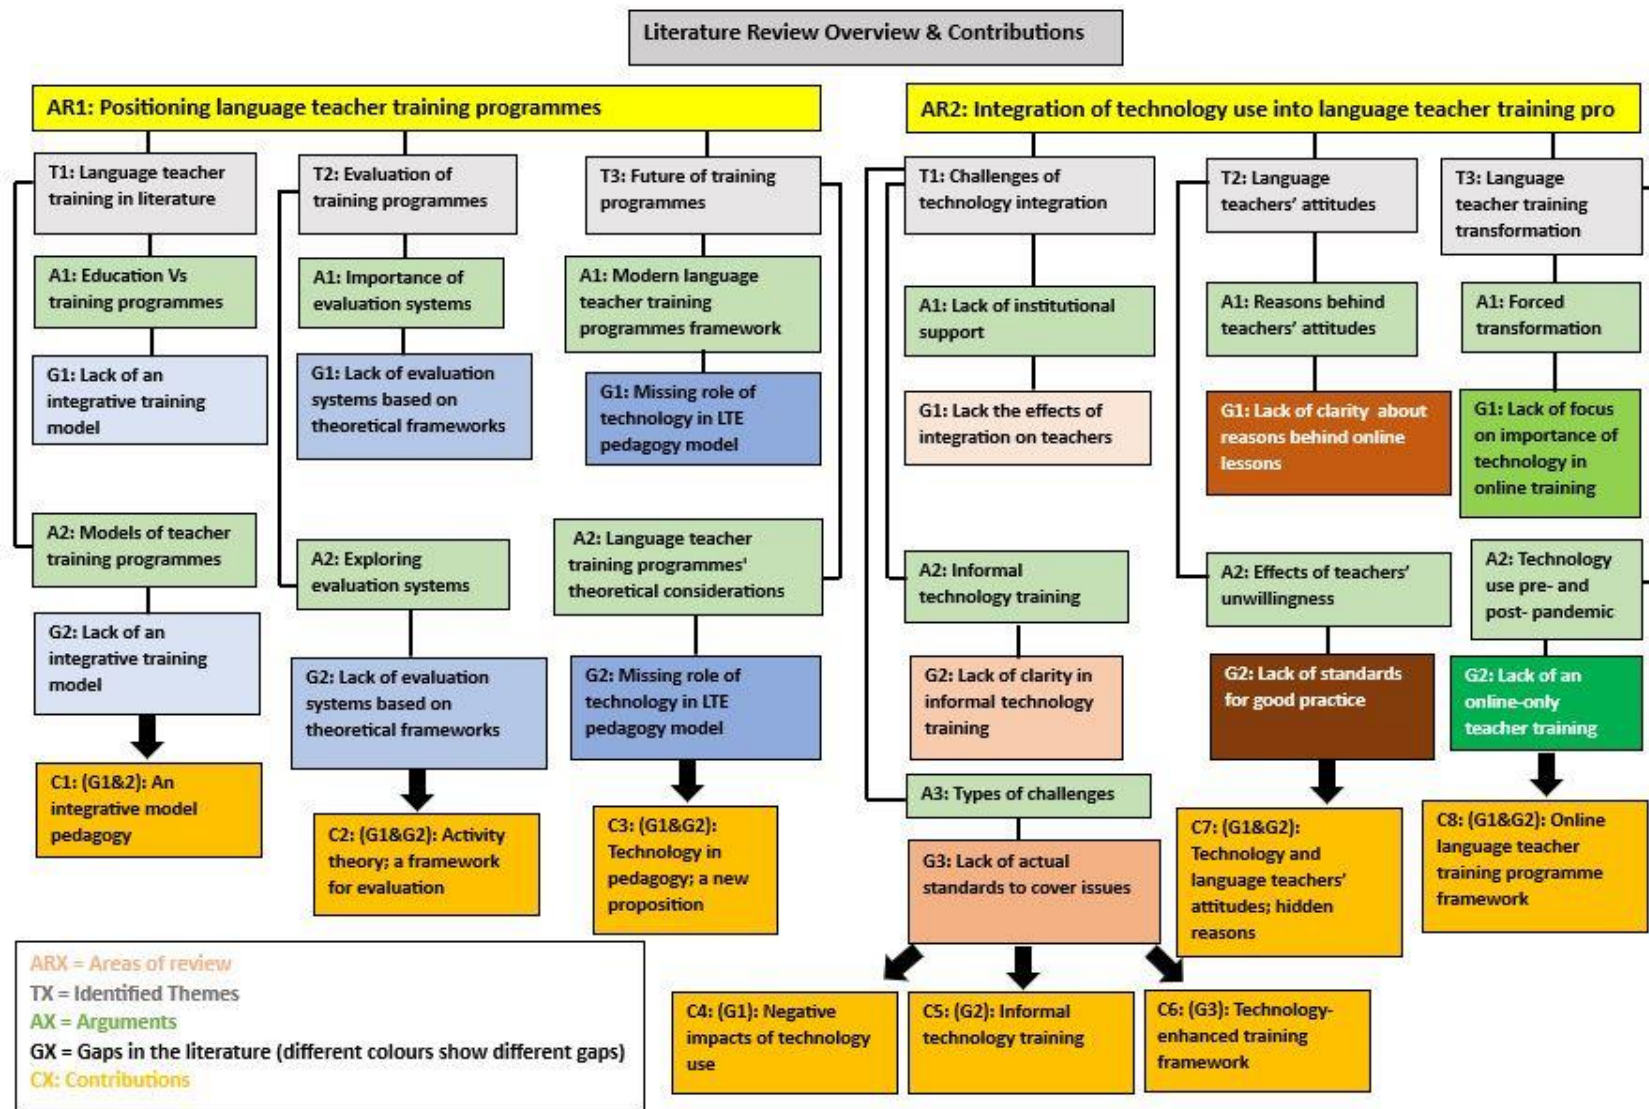 Literature Review Overview & Contributions
AR1: Positioning language teacher training programmes
T1: Language teacher
training in literature
A1: Education Vs
training programmes
G1: Lack of an
integrative training
model
A2: Models of teacher
training programmes
G2: Lack of an
integrative training
model
C1: (G1&2): An
integrative model
pedagogy
T2: Evaluation of
training programmes
A1: Importance of
evaluation systems
G1: Lack of evaluation
systems based on
theoretical frameworks
A2: Exploring
evaluation systems
G2: Lack of evaluation
systems based on
theoretical frameworks
C2: (G1&G2): Activity
theory; a framework
for evaluation
T3: Future of training
programmes
A1: Modern language
teacher training
programmes framework
G1: Missing role of
technology in LTE
pedagogy model
A2: Language teacher
training programmes'
theoretical considerations
G2: Missing role of
technology in LTE
pedagogy model
C3: (G1&G2):
Technology in
pedagogy; a new
proposition
AR2: Integration of technology use into language teacher training pro
T1: Challenges of
technology integration
A1: Lack of institutional
support
G1: Lack the effects of
integration on teachers
A2: Informal
technology training
G2: Lack of clarity in
informal technology
training
A3: Types of challenges
G3: Lack of actual
standards to cover issues
C4: (G1): Negative
impacts of technology
use
C5: (G2): Informal
technology training
C6: (G3): Technology-
enhanced training
framework
T2: Language
teachers' attitudes
A1: Reasons behind
teachers' attitudes
G1: Lack of clarity about
reasons behind online
lessons
A2: Effects of teachers'
unwillingness
G2: Lack of standards
for good practice
C7: (G1&G2):
Technology and
language teachers'
attitudes; hidden
reasons
T3: Language
teacher training
transformation
A1: Forced
transformation
G1: Lack of focus
on importance of
technology in
online training
A2: Technology
use pre- and
post- pandemic
G2: Lack of an
online-only
teacher training
C8: (G1&G2): Online
language teacher
training programme
framework
ARX = Areas of review
TX = Identified Themes
AX = Arguments
GX = Gaps in the literature (different colours show different gaps)
CX: Contributions